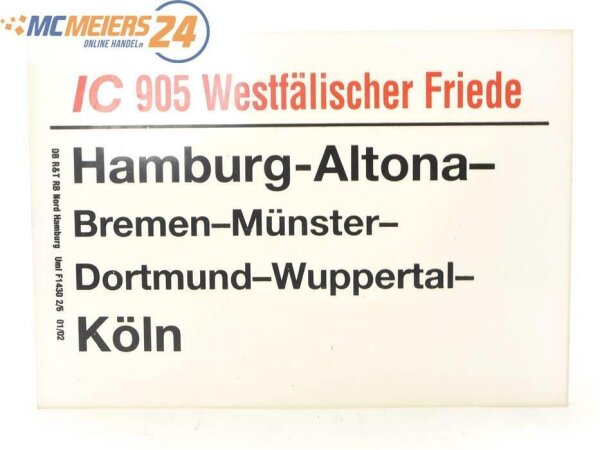 MCMEIERS24
ONLINE HANDEL
IC 905 Westfälischer Friede
Hamburg-Altona–
Bremen–Münster–
Dortmund–Wuppertal–
Köln
DB R&T RB Nord Hamburg Uml F1430 2/6 01/02